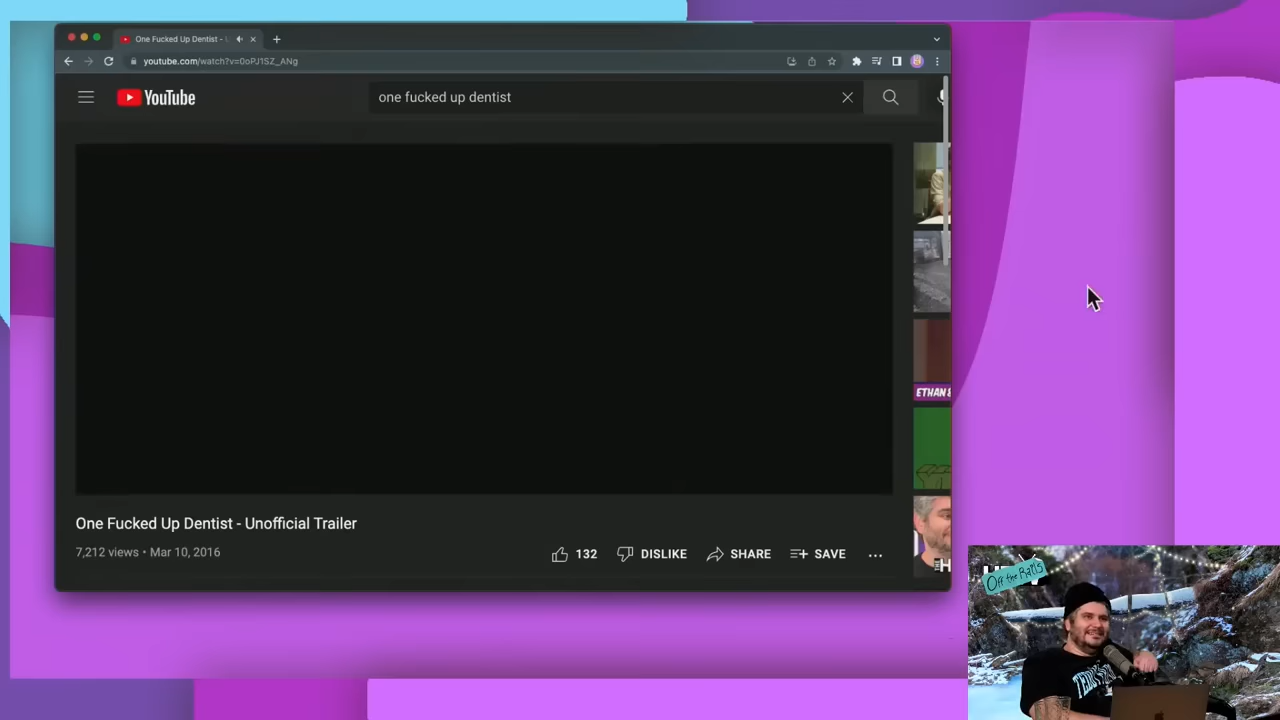 One Fucked Up Dentist - U
youtube.com/watch?v=0oPJ1SZ_ANg
YouTube
one fucked up dentist
ETHAN &
One Fucked Up Dentist - Unofficial Trailer
7,212 views • Mar 10, 2016
132
DISLIKE
SHARE
SAVE
Off the Rails